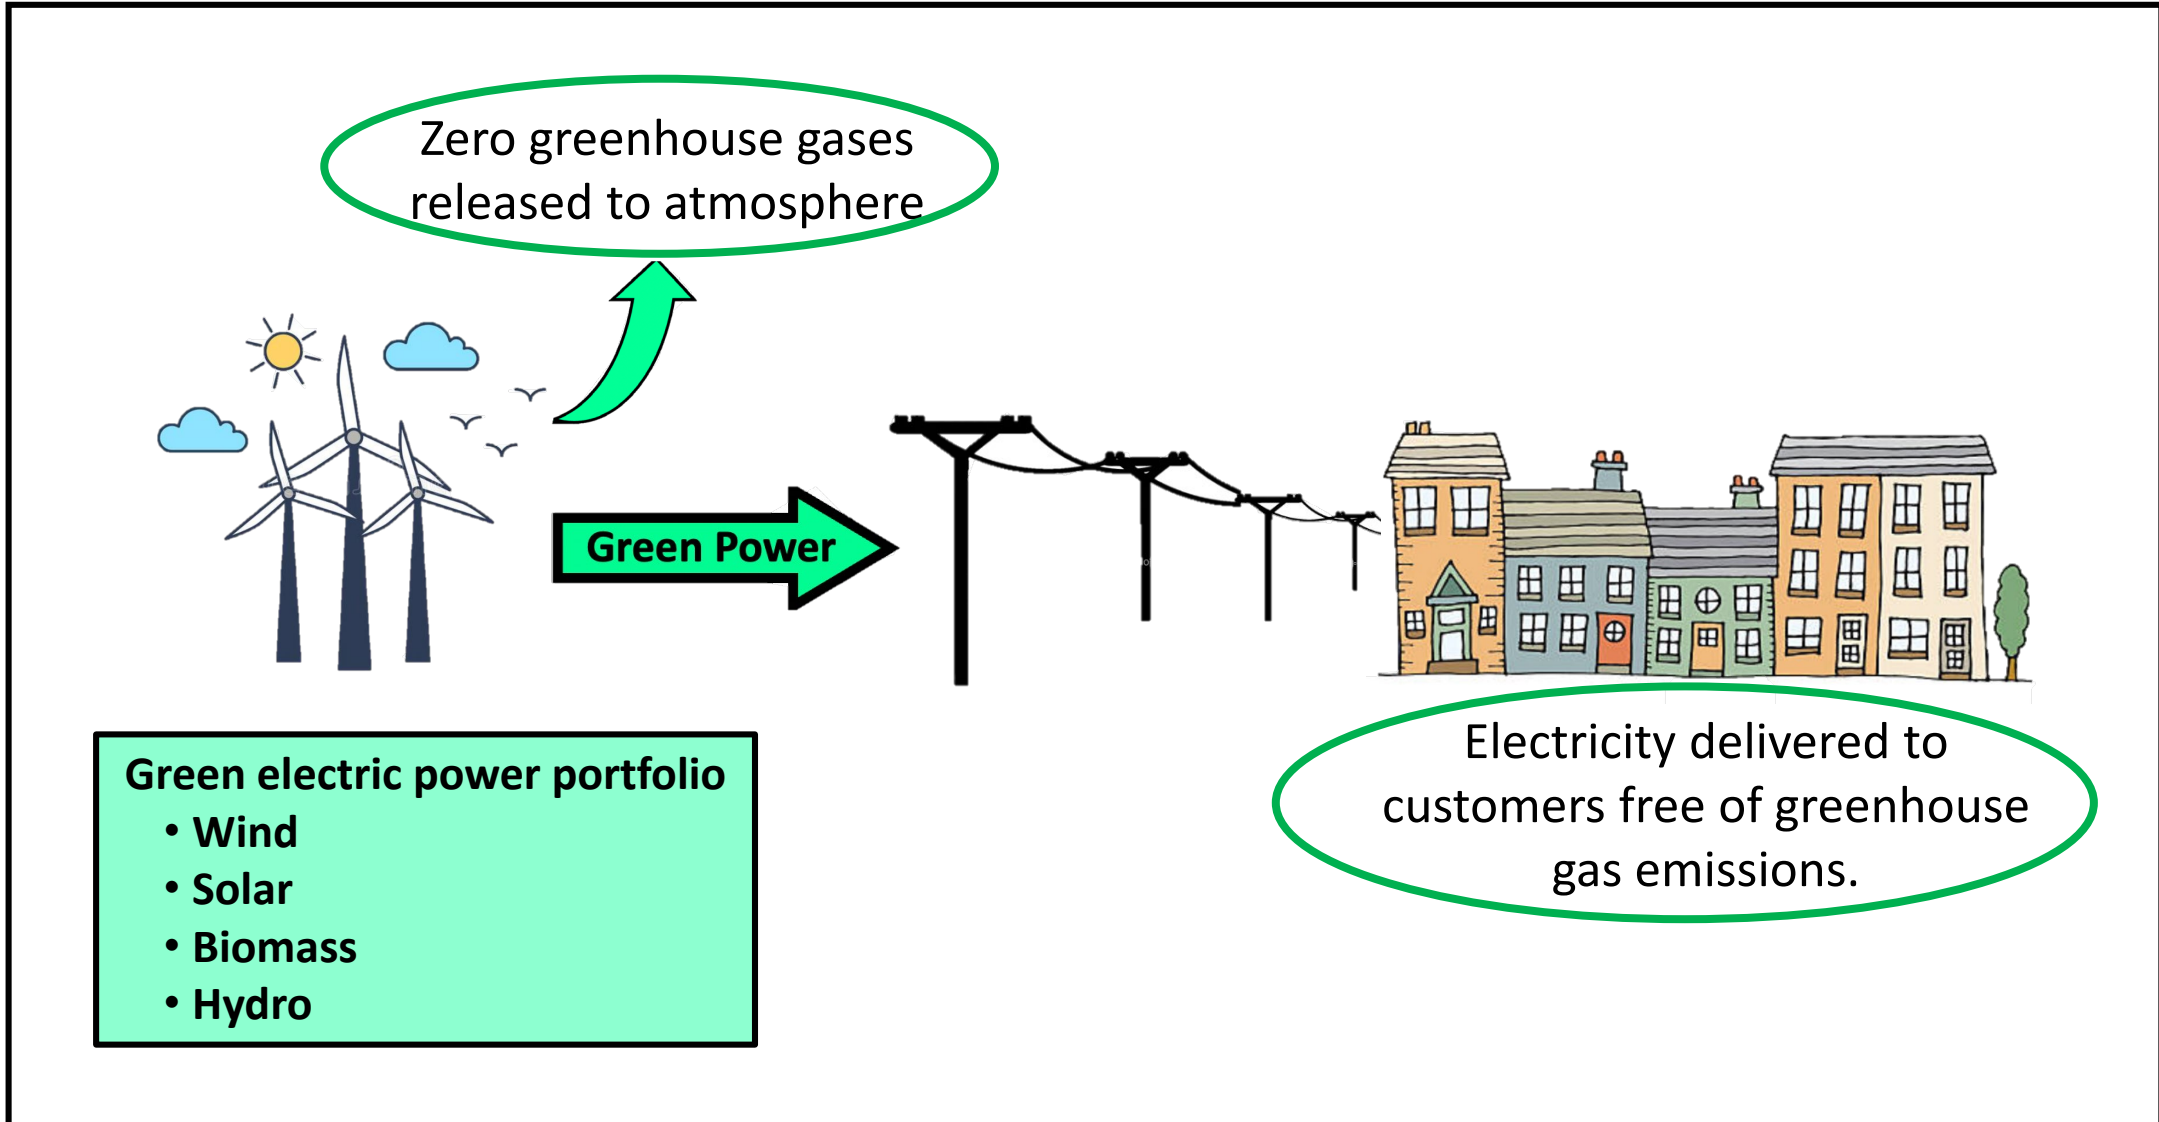 Zero greenhouse gases
released to atmosphere
Green Power
Green electric power portfolio
• Wind
• Solar
• Biomass
• Hydro
Electricity delivered to
customers free of greenhouse
gas emissions.